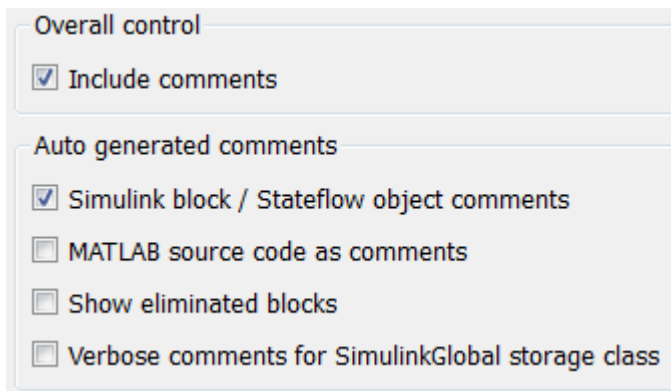 Overall control
Include comments
Auto generated comments
Simulink block / Stateflow object comments
MATLAB source code as comments
Show eliminated blocks
Verbose comments for SimulinkGlobal storage class